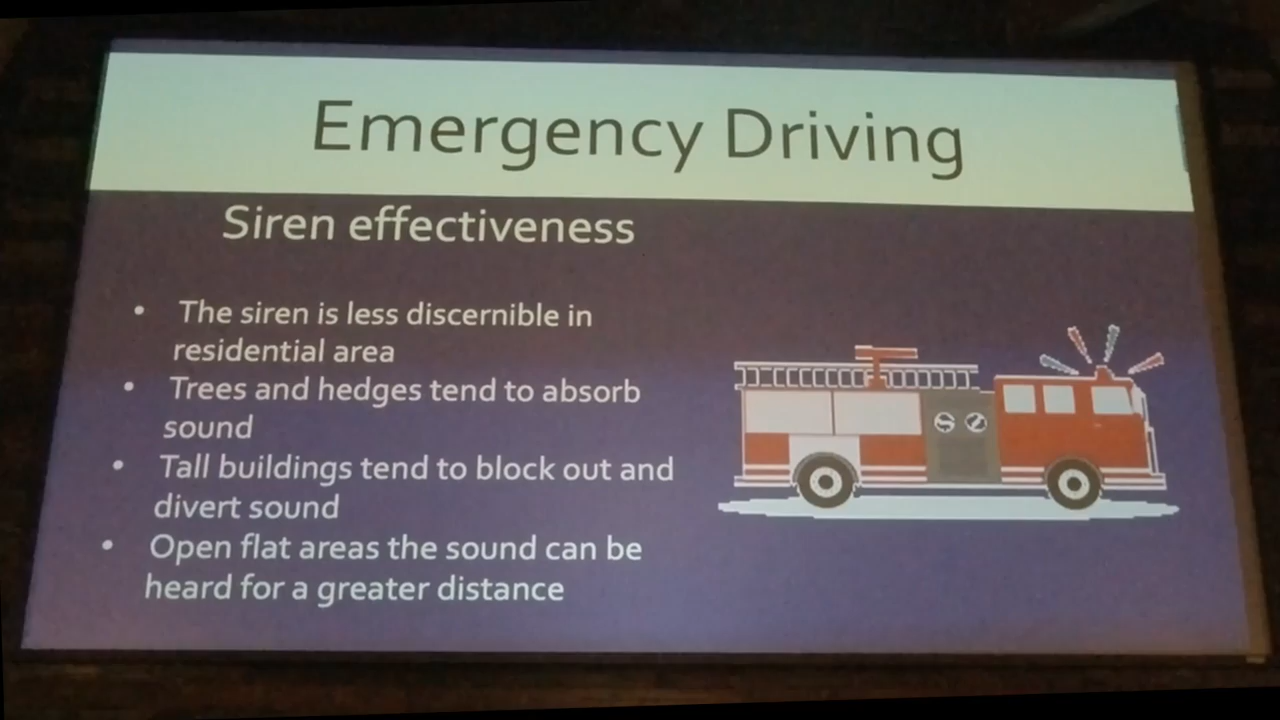 Emergency Driving
Siren effectiveness
• The siren is less discernible in
residential area
• Trees and hedges tend to absorb
sound
• Tall buildings tend to block out and
divert sound
• Open flat areas the sound can be
heard for a greater distance